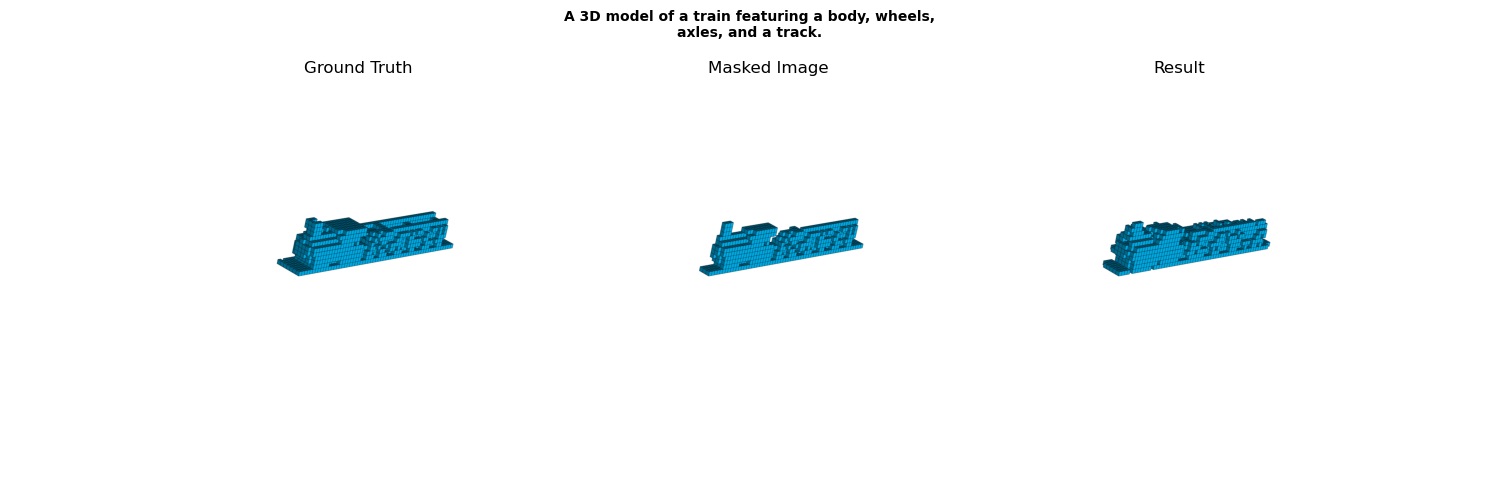 A 3D model of a train featuring a body, wheels,
axles, and a track.
Ground Truth
Masked Image
Result